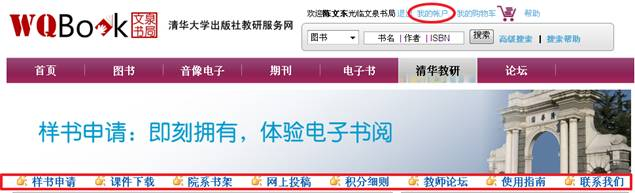 WQBook 文泉书局 清华大学出版社教研服务网
欢迎陈文东光临文泉书局 退出 我的帐户 我的购物车 帮助
图书 书名 | 作者 | ISBN 搜索 高级搜索 | 搜索帮助
首页 图书 音像电子 期刊 电子书 清华教研 论坛
样书申请：即刻拥有，体验电子书阅
样书申请 课件下载 院系书架 网上投稿 积分细则 教师论坛 使用指南 联系我们